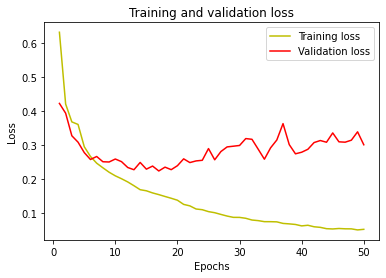 Training and validation loss
Training loss
Validation loss
Loss
0.6
0.5
0.4
0.3
0.2
0.1
0 10 20 30 40 50
Epochs